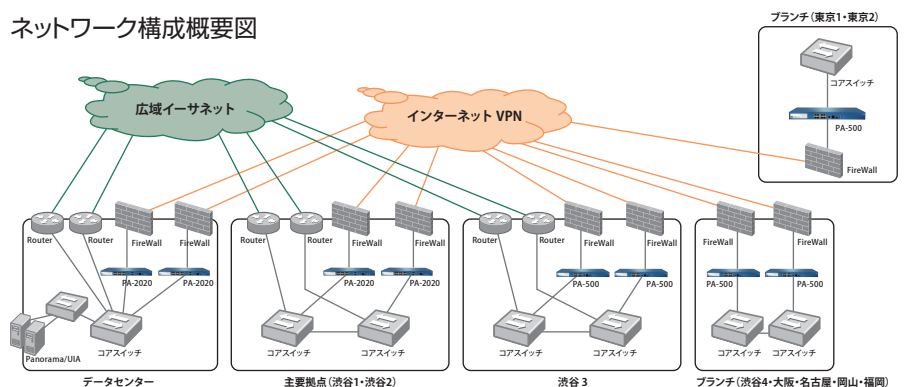 ネットワーク構成概要図
ブランチ（東京1・東京2）
コアスイッチ
PA-500
FireWall
広域イーサネット
インターネット VPN
Router Router FireWall FireWall
PA-2020 PA-2020
Panorama/UIA
コアスイッチ
データセンター
Router Router FireWall FireWall
PA-2020 PA-2020
コアスイッチ コアスイッチ
主要拠点（渋谷1・渋谷2）
Router Router FireWall FireWall
PA-500 PA-500
コアスイッチ コアスイッチ
渋谷 3
FireWall FireWall
PA-500 PA-500
コアスイッチ コアスイッチ
ブランチ（渋谷4・大阪・名古屋・岡山・福岡）